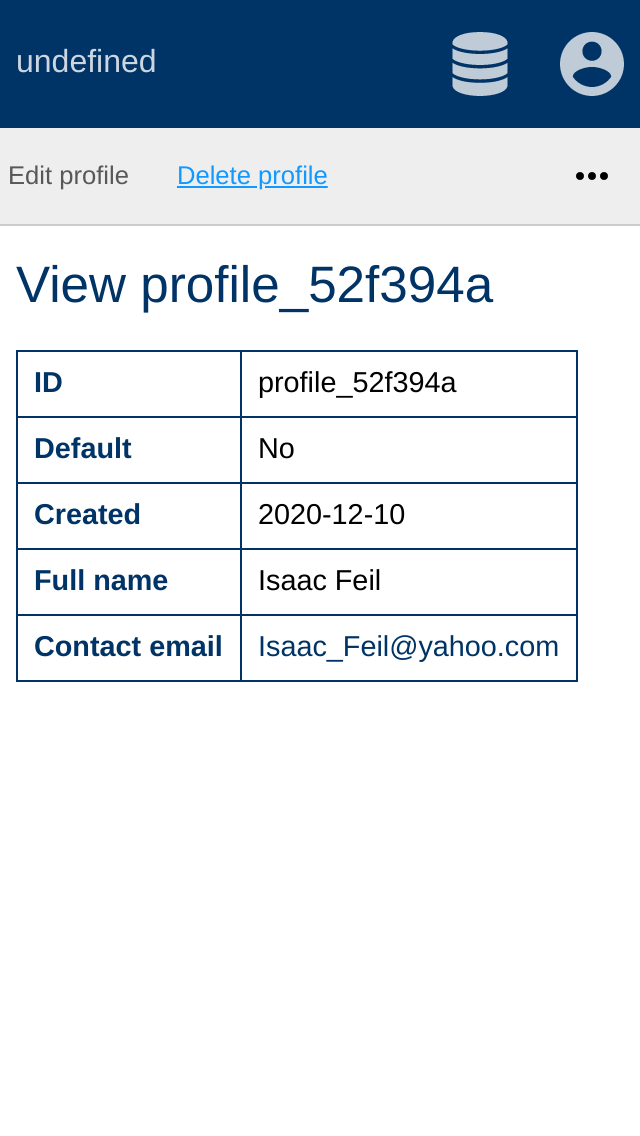 undefined
Edit profile Delete profile •••
View profile_52f394a
ID profile_52f394a
Default No
Created 2020-12-10
Full name Isaac Feil
Contact email Isaac_Feil@yahoo.com